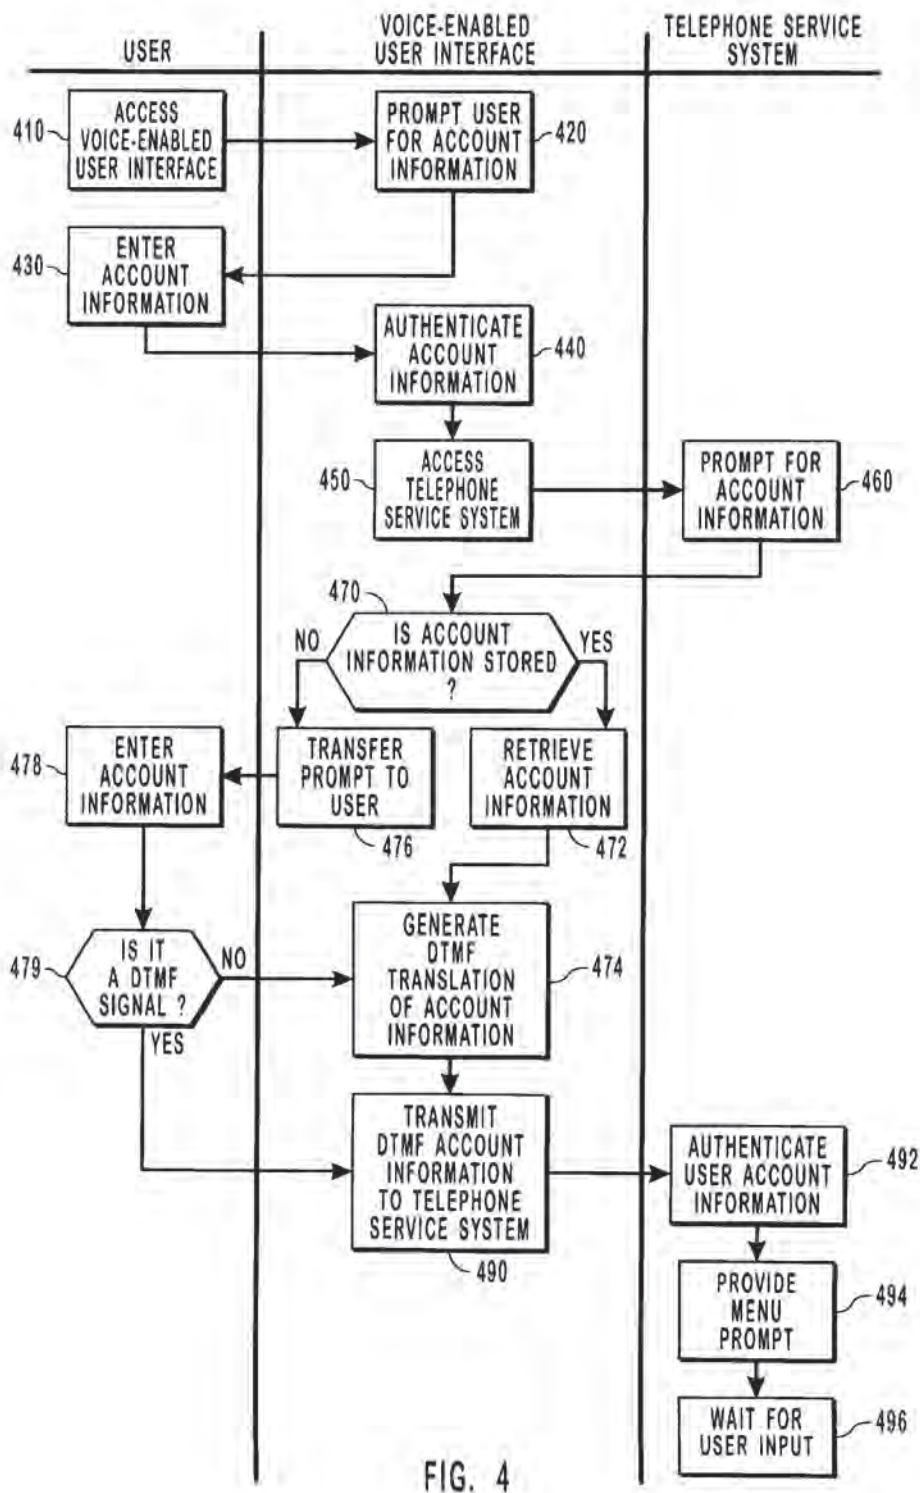 USER
VOICE-ENABLED
USER INTERFACE
TELEPHONE SERVICE
SYSTEM
410
ACCESS
VOICE-ENABLED
USER INTERFACE
PROMPT USER
FOR ACCOUNT
INFORMATION
420
430
ENTER
ACCOUNT
INFORMATION
AUTHENTICATE
ACCOUNT
INFORMATION
440
450
ACCESS
TELEPHONE
SERVICE SYSTEM
PROMPT FOR
ACCOUNT
INFORMATION
460
470
NO
IS ACCOUNT
INFORMATION STORED
?
YES
478
ENTER
ACCOUNT
INFORMATION
TRANSFER
PROMPT TO
USER
476
RETRIEVE
ACCOUNT
INFORMATION
472
479
IS IT
A DTMF
SIGNAL ?
NO
YES
GENERATE
DTMF
TRANSLATION
OF ACCOUNT
INFORMATION
474
TRANSMIT
DTMF ACCOUNT
INFORMATION
TO TELEPHONE
SERVICE SYSTEM
490
AUTHENTICATE
USER ACCOUNT
INFORMATION
492
PROVIDE
MENU
PROMPT
494
WAIT FOR
USER INPUT
496
FIG. 4